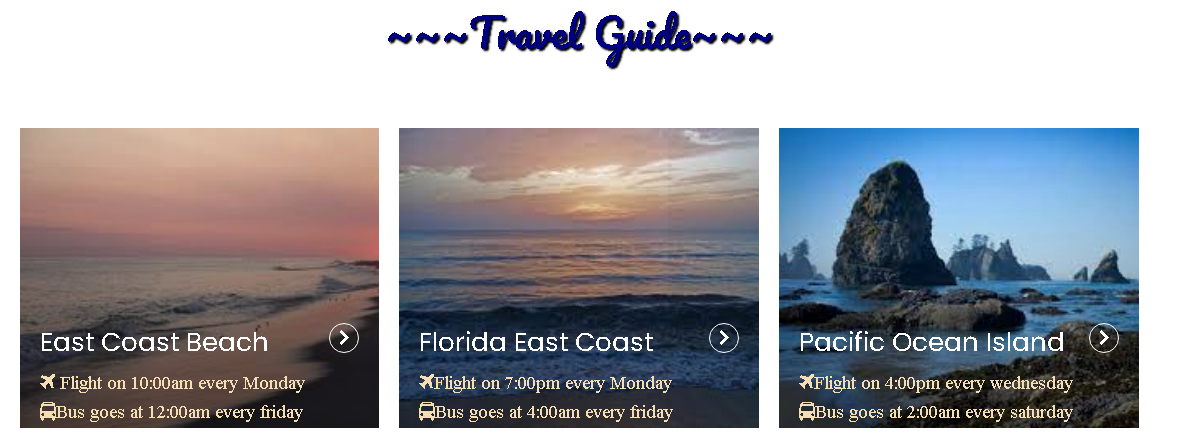 ~~~Travel Guide~~~
East Coast Beach
Flight on 10:00am every Monday
Bus goes at 12:00am every friday
Florida East Coast
Flight on 7:00pm every Monday
Bus goes at 4:00am every friday
Pacific Ocean Island
Flight on 4:00pm every wednesday
Bus goes at 2:00am every saturday